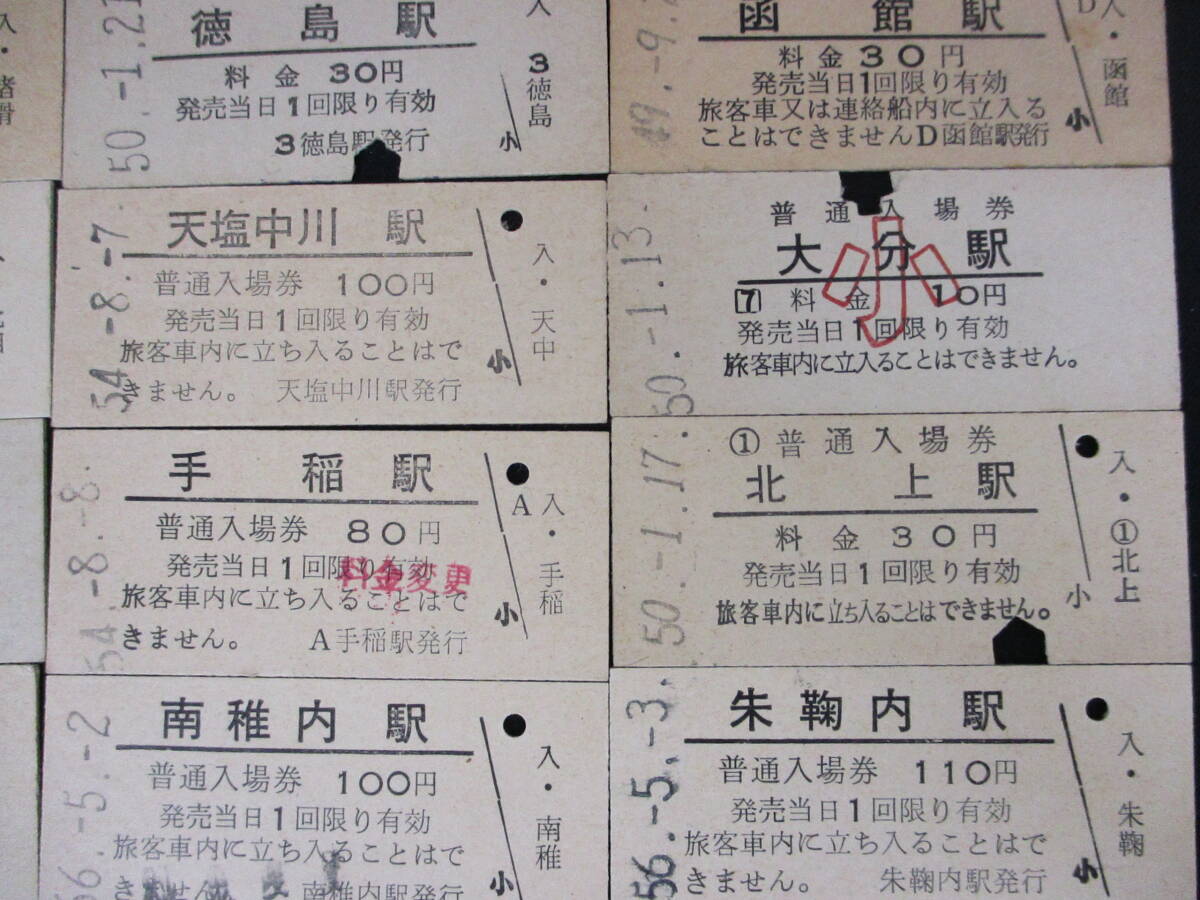 50.-1.21
徳島駅
料金 30円
発売当日1回限り有効
3徳島駅発行
入
3
徳島
小
49.-9.
函館駅
料金30円
発売当日1回限り有効
旅客車又は連絡船内に立入る
ことはできませんD函館駅発行
D入・函館
小
54.-8.-7.
天塩中川 駅
普通入場券 100円
発売当日1回限り有効
旅客車内に立ち入ることはで
きません。 天塩中川駅発行
入・天中
小
50.-1.13.
普通入場券
大分駅
小
7 料金 10円
発売当日1回限り有効
旅客車内に立入ることはできません。
54.-8.-8.
手稲駅
普通入場券 80円
発売当日1回限り有効
料金変更
旅客車内に立ち入ることはで
きません。 A手稲駅発行
A入・手稲
小
50.-1.17.
①普通入場券
北上駅
料金30円
発売当日1回限り有効
旅客車内に立ち入ることはできません。
入・①北上
小
56.-5.-2
南稚内駅
普通入場券 100円
発売当日1回限り有効
旅客車内に立ち入ることはで
きません 南稚内駅発行
入・南稚
小
56.-5.-3.
朱鞠内 駅
普通入場券 110円
発売当日1回限り有効
旅客車内に立ち入ることはで
きません。 朱鞠内駅発行
入・朱鞠
小